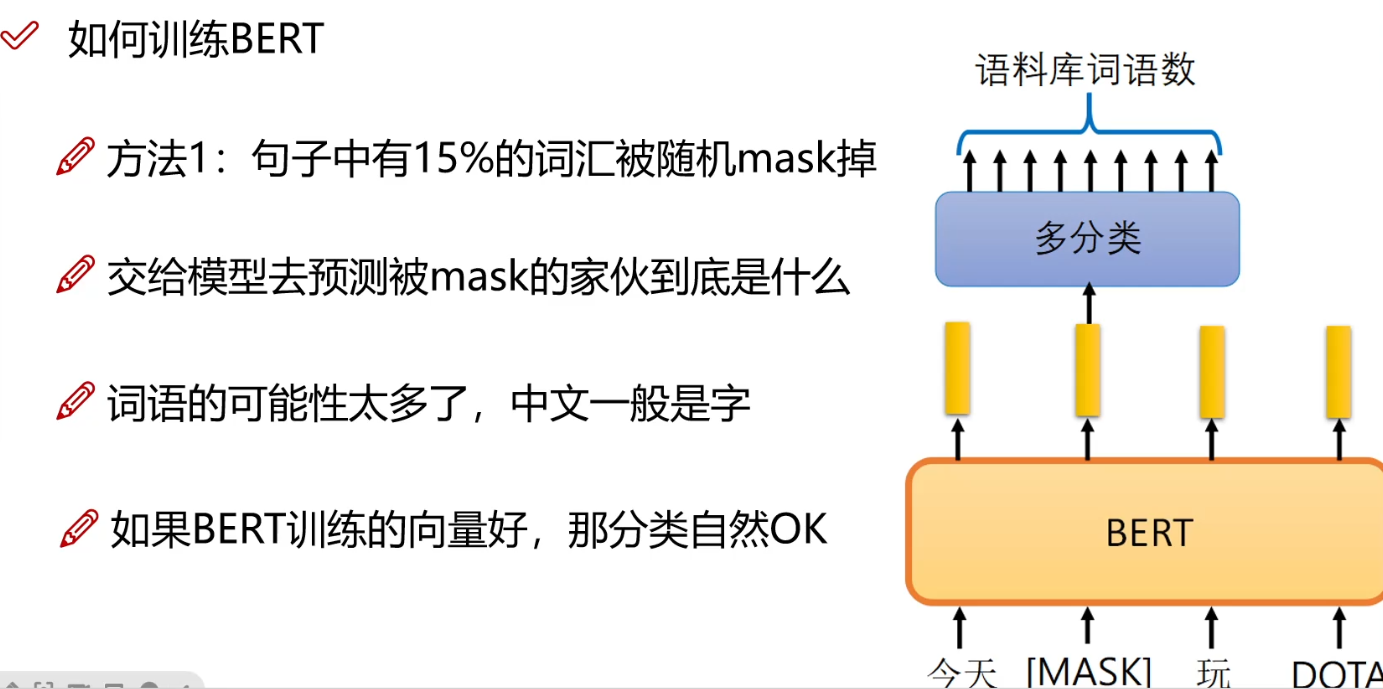 如何训练BERT
方法1：句子中有15%的词汇被随机mask掉
交给模型去预测被mask的家伙到底是什么
词语的可能性太多了，中文一般是字
如果BERT训练的向量好，那分类自然OK
语料库词语数
多分类
BERT
今天 [MASK] 玩 DOTA